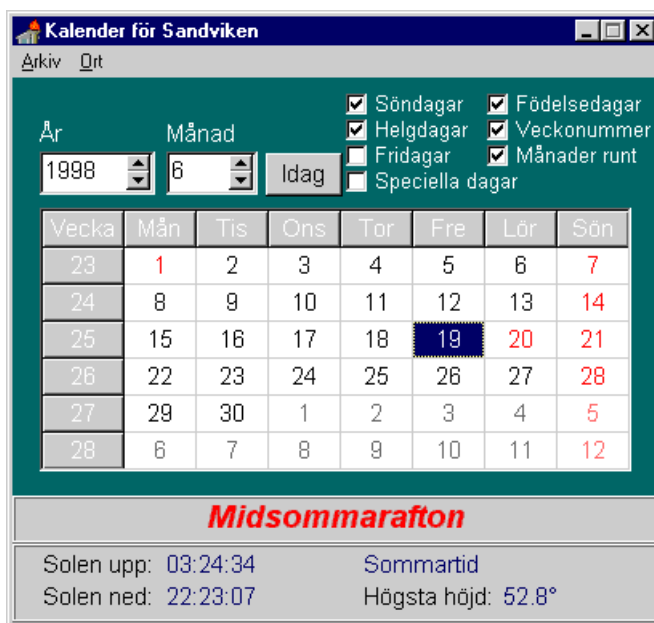 Kalender för Sandviken
Arkiv Ort
Söndagar Födelsedagar
År Månad Helgdagar Veckonummer
Fridagar Månader runt
1998 6 Idag Speciella dagar
Vecka Mån Tis Ons Tor Fre Lör Sön
23 1 2 3 4 5 6 7
24 8 9 10 11 12 13 14
25 15 16 17 18 19 20 21
26 22 23 24 25 26 27 28
27 29 30 1 2 3 4 5
28 6 7 8 9 10 11 12
Midsommarafton
Solen upp: 03:24:34 Sommartid
Solen ned: 22:23:07 Högsta höjd: 52.8°